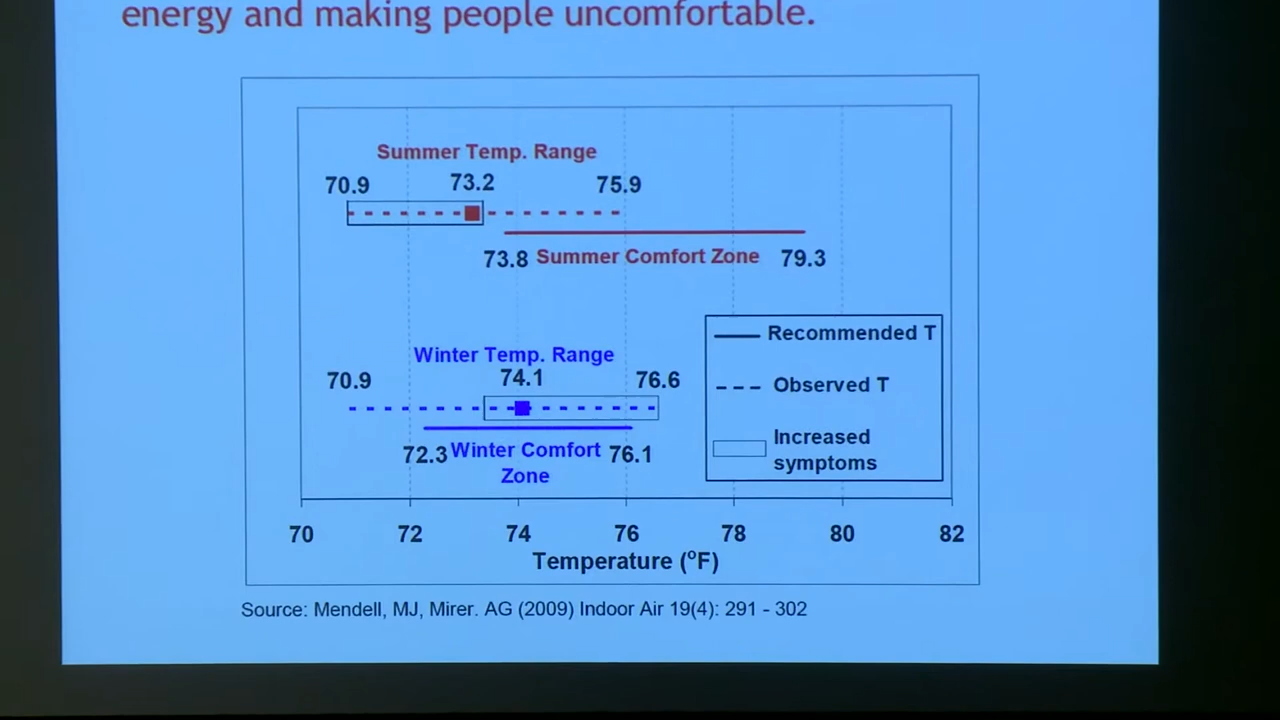 energy and making people uncomfortable.
Summer Temp. Range
70.9 73.2 75.9
73.8 Summer Comfort Zone 79.3
Recommended T
Observed T
Increased
symptoms
Winter Temp. Range
70.9 74.1 76.6
72.3 Winter Comfort 76.1
Zone
70 72 74 76 78 80 82
Temperature (°F)
Source: Mendell, MJ, Mirer. AG (2009) Indoor Air 19(4): 291 - 302